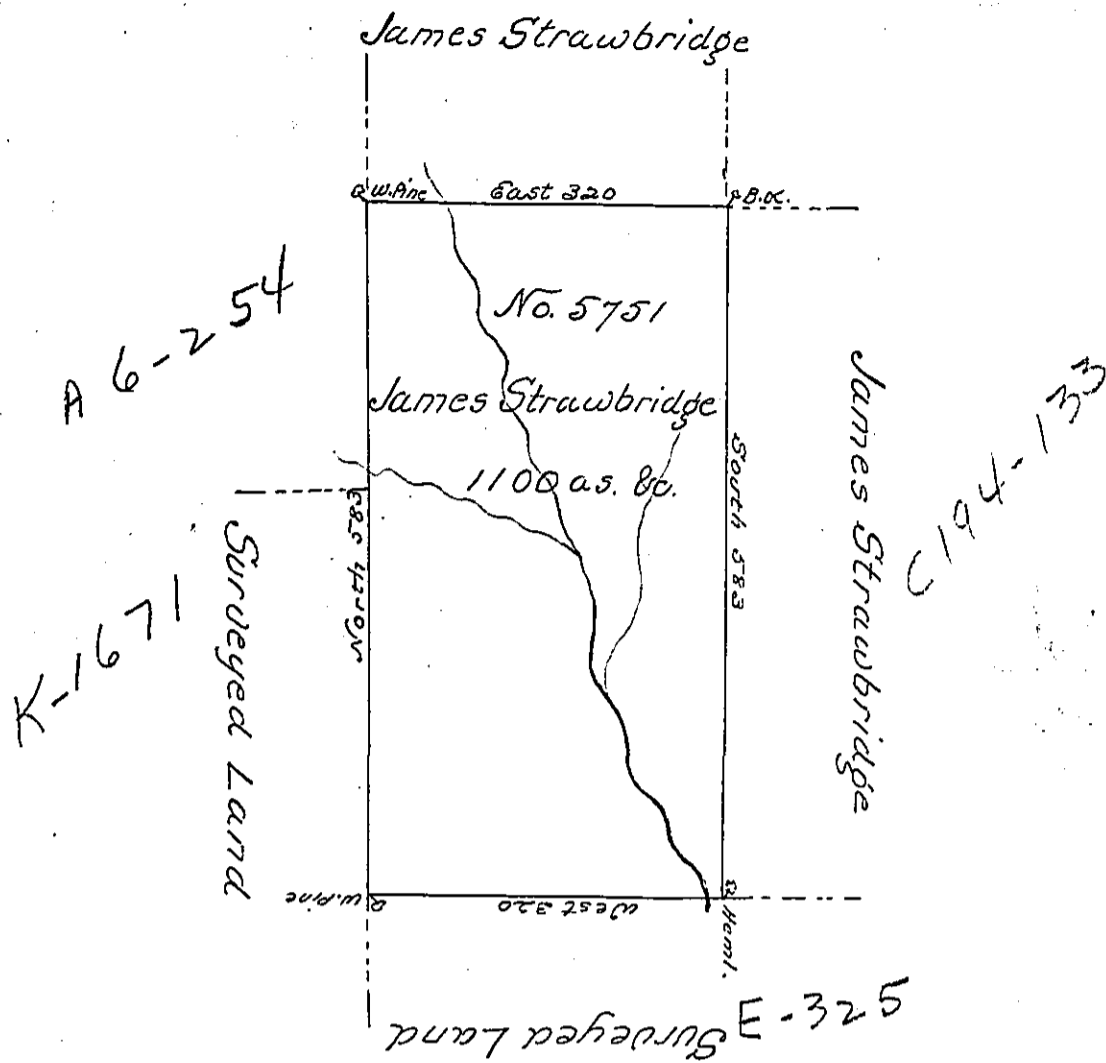 James Strawbridge
W. Pine
East 320
B.O.
No. 5751
A 6-254
James Strawbridge
1100 as. &c.
South 583
James Strawbridge
C194-133
North 583
Surveyed Land
K-1671
W. Pine
West 320
Heml.
Surveyed Land
E-325